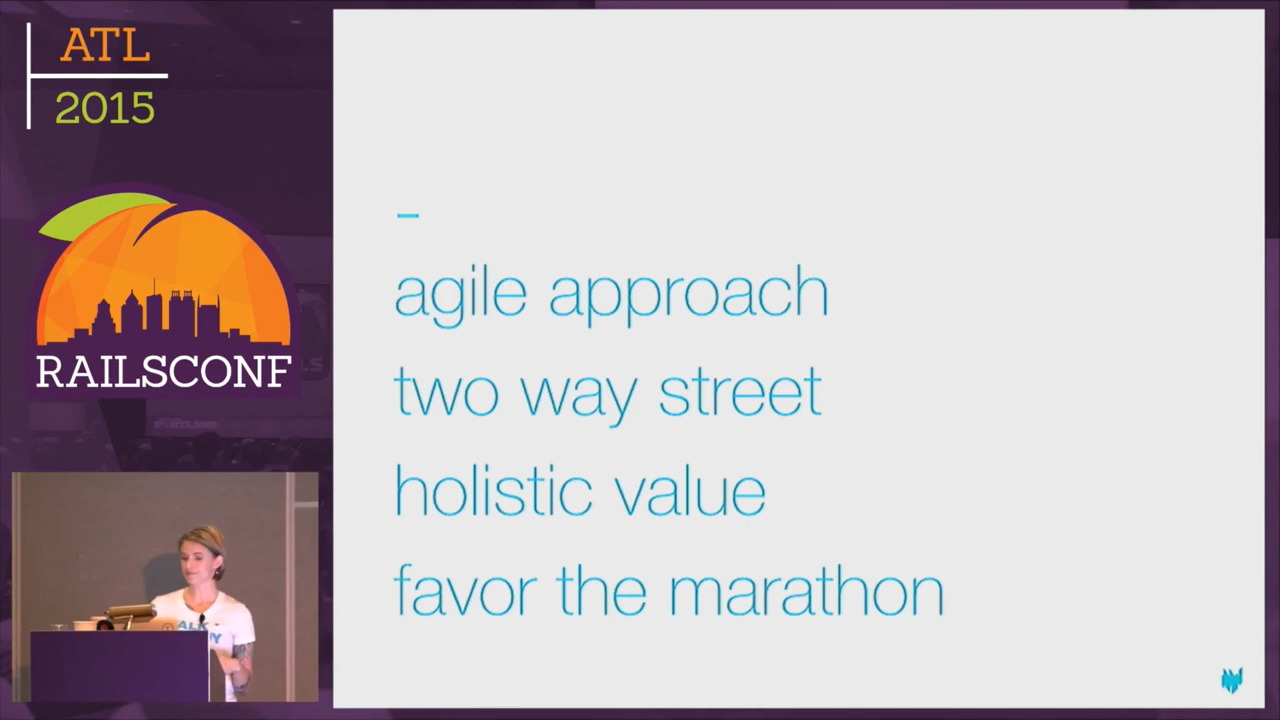 ATL
2015
RAILSCONF
–
agile approach
two way street
holistic value
favor the marathon